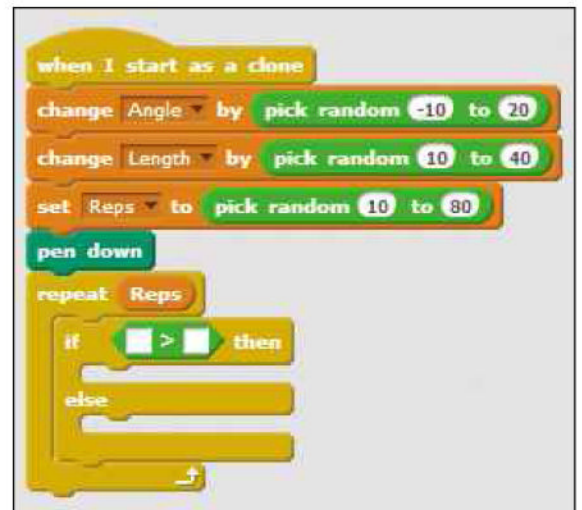 when I start as a clone
change Angle by pick random -10 to 20
change Length by pick random 10 to 40
set Reps to pick random 10 to 80
pen down
repeat Reps
if > then
else